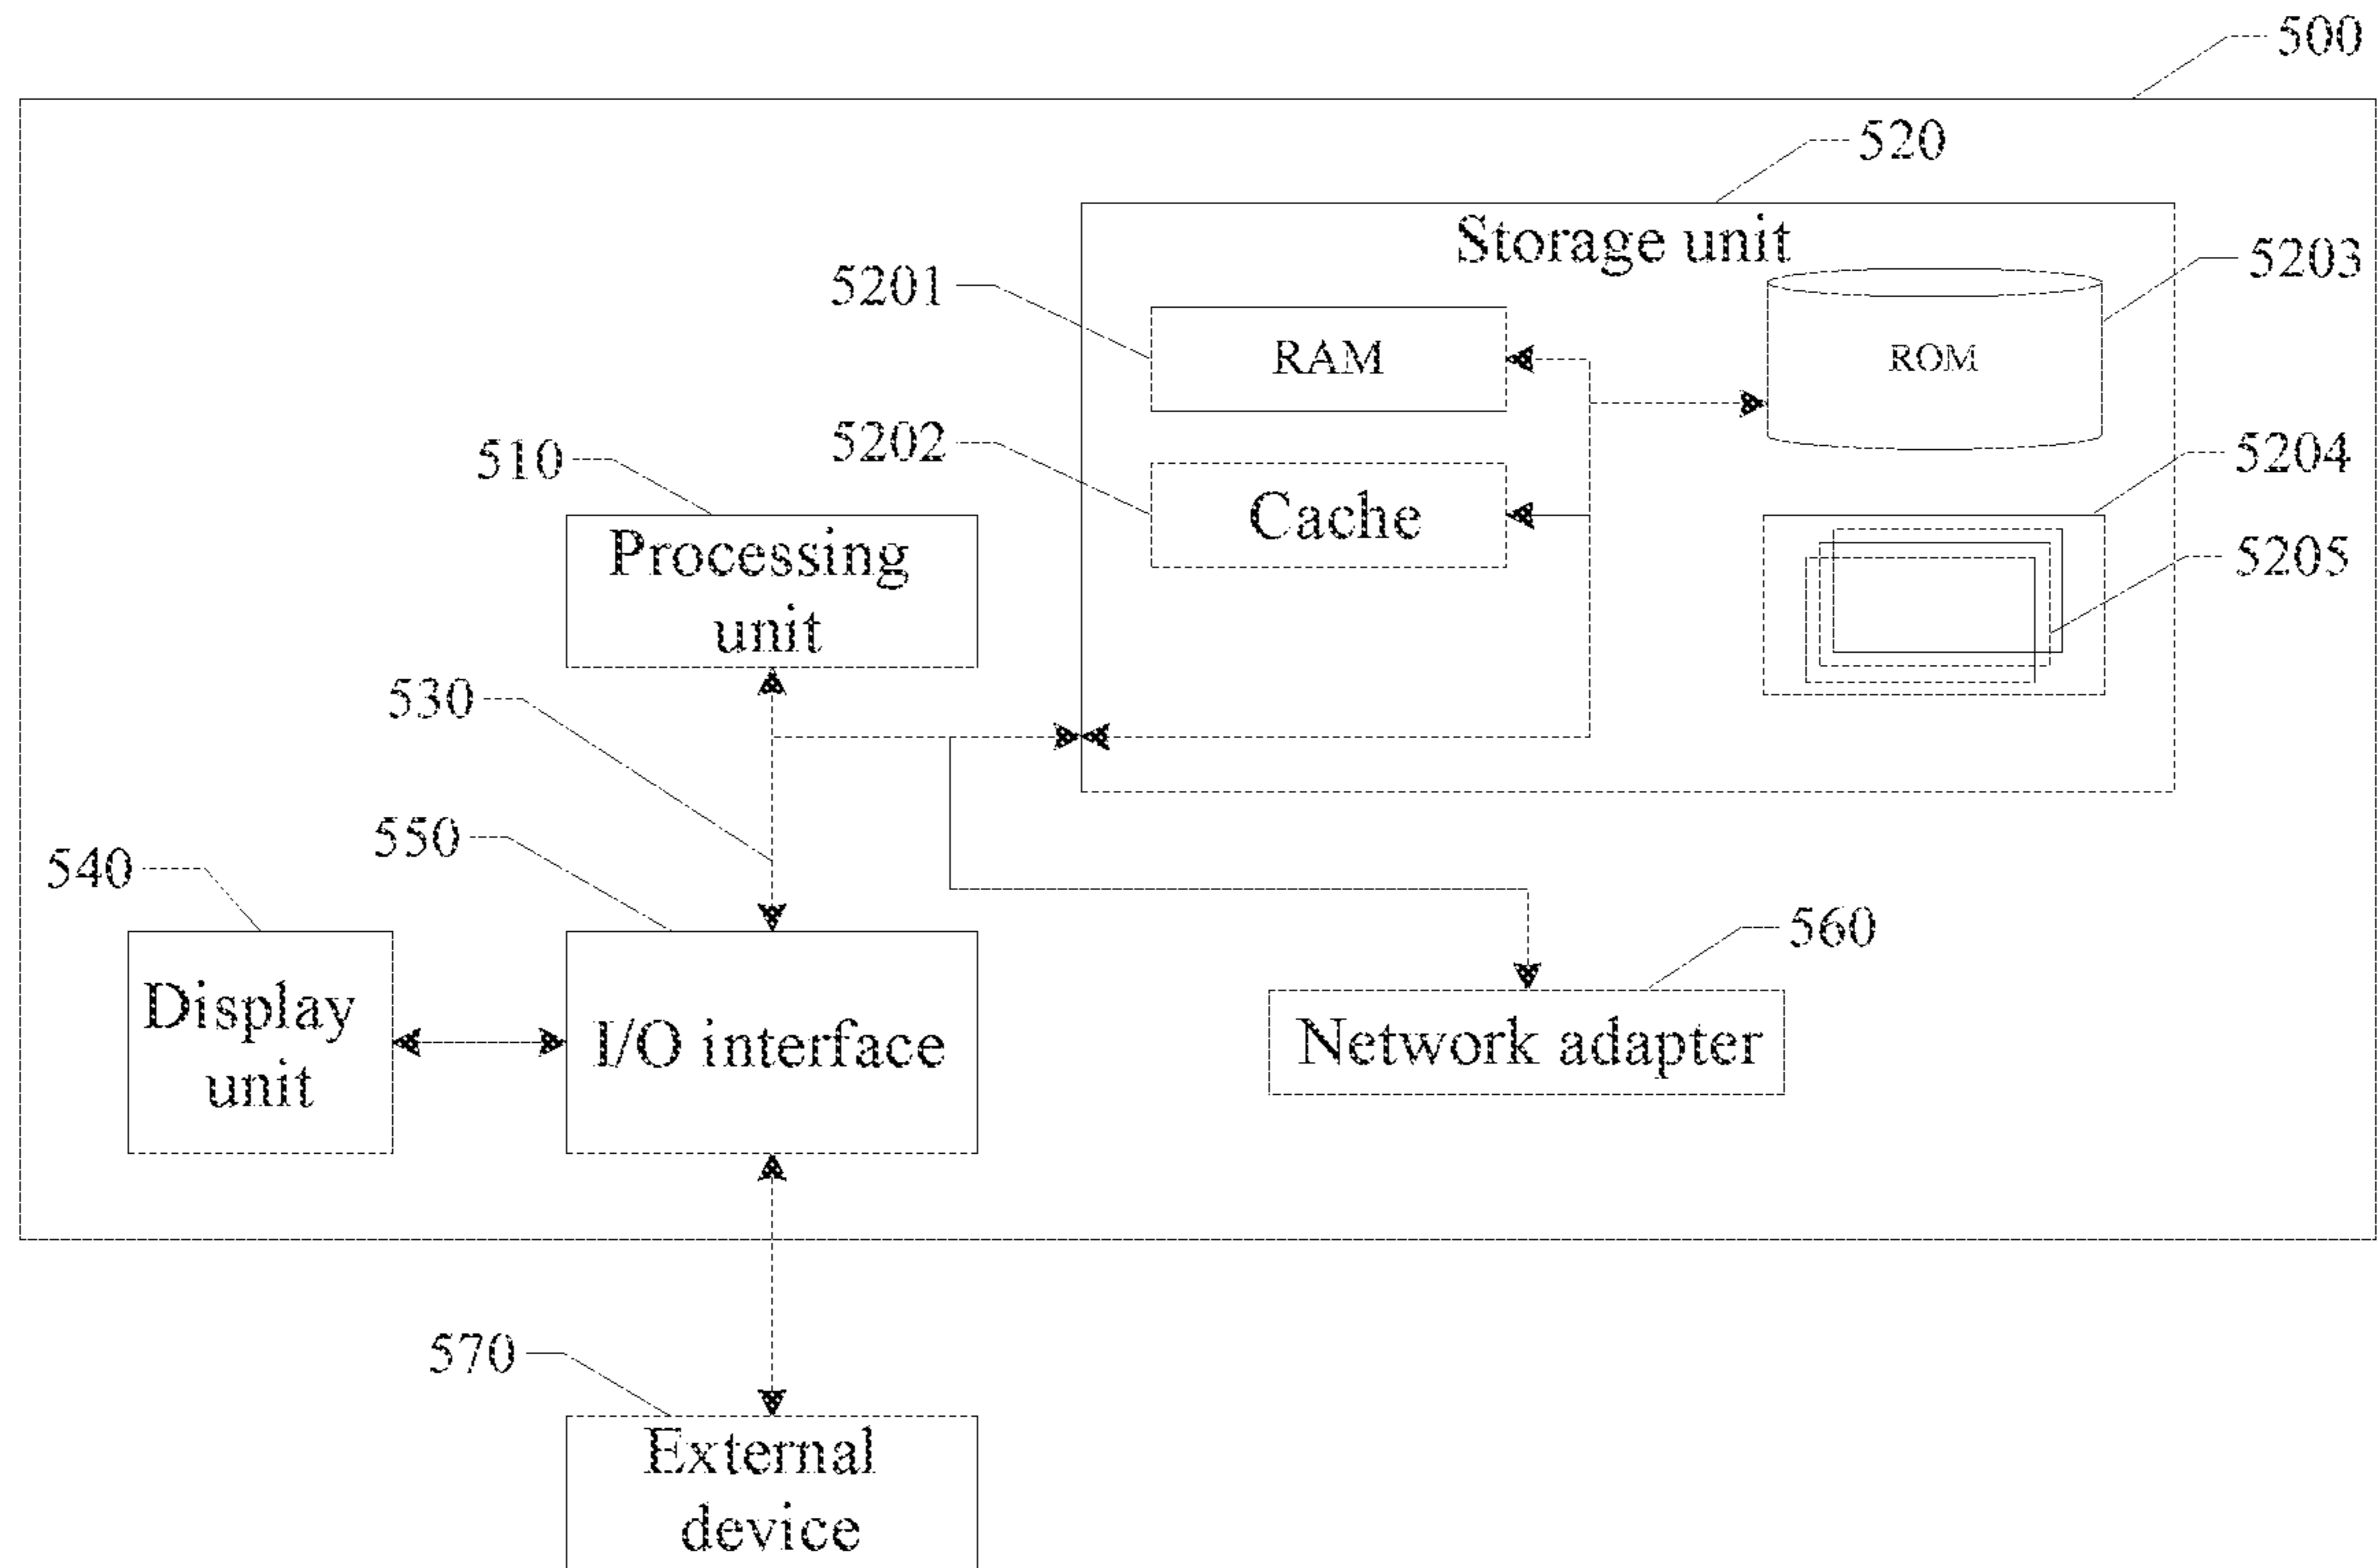 500
520
Storage unit
5201
5203
RAM
ROM
5202
510
5204
Cache
Processing
unit
5205
530
550
540
560
Display
unit
I/O interface
Network adapter
570
External
device